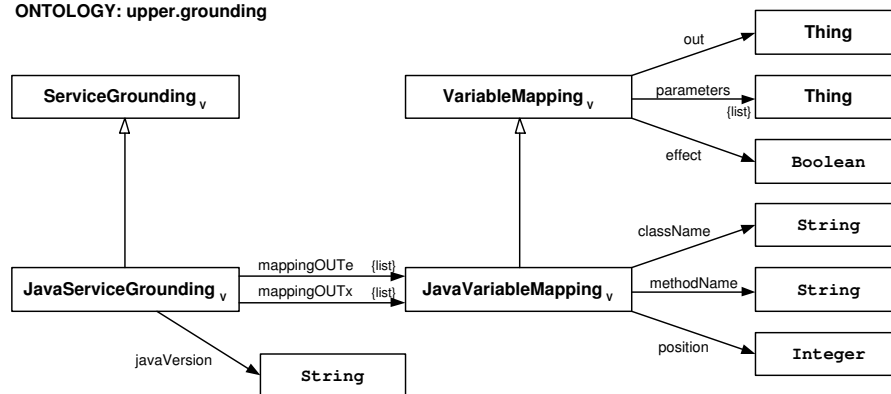 ONTOLOGY: upper.grounding
out
Thing
ServiceGrounding v
VariableMapping v
parameters
{list}
Thing
effect
Boolean
className
String
mappingOUTe {list}
JavaServiceGrounding v
mappingOUTx {list}
JavaVariableMapping v
methodName
String
javaVersion
position
Integer
String